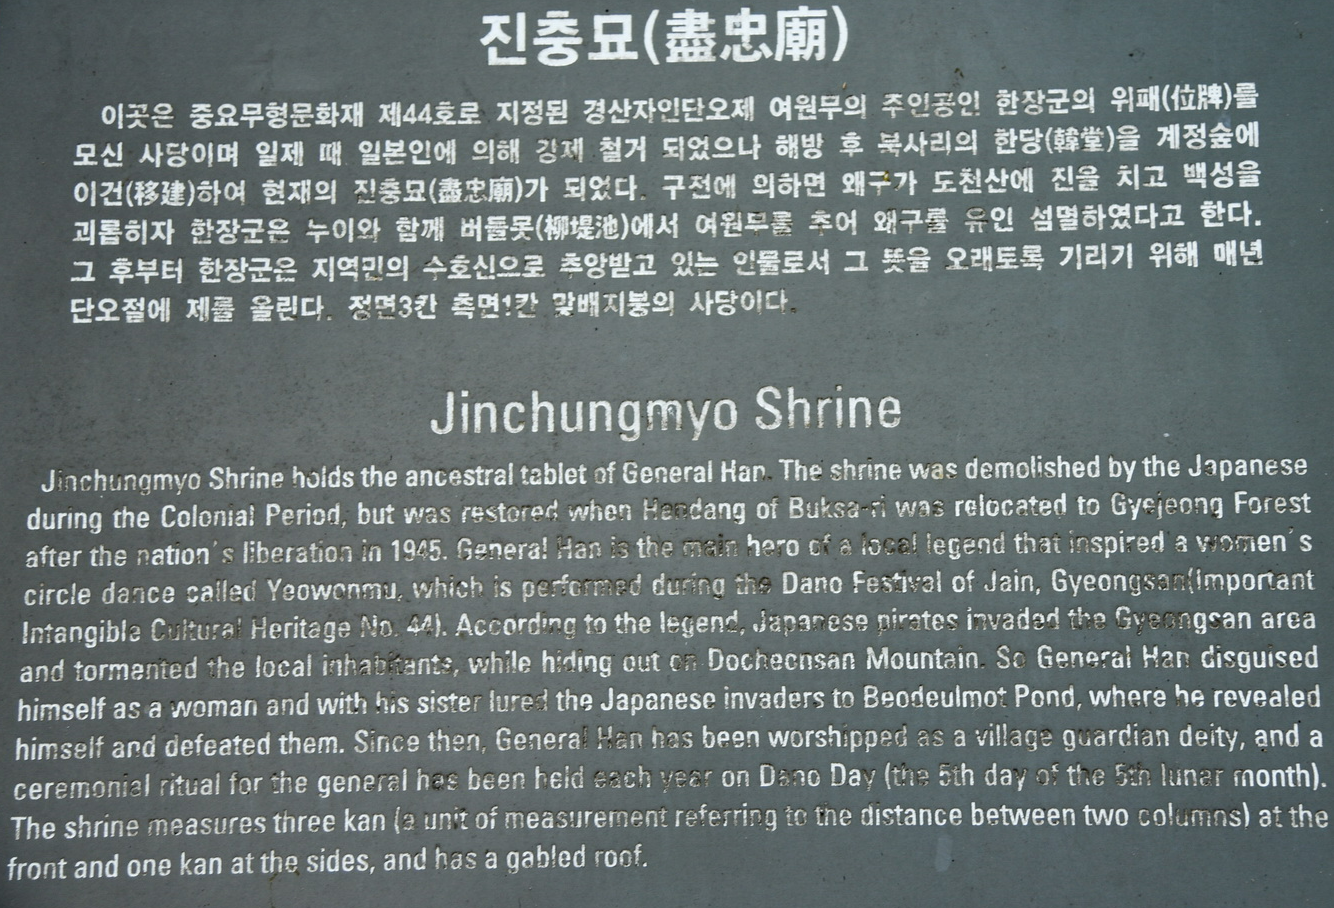 진충묘(盡忠廟)
이곳은 중요무형문화재 제44호로 지정된 경산자인단오제 여원무의 주인공인 한장군의 위패(位牌)를
모신 사당이며 일제 때 일본인에 의해 강제 철거 되었으나 해방 후 북사리의 한당(韓堂)을 계정숲에
이건(移建)하여 현재의 진충묘(盡忠廟)가 되었다. 구전에 의하면 왜구가 도천산에 진을 치고 백성을
괴롭히자 한장군은 누이와 함께 버들못(柳堤池)에서 여원무를 추어 왜구를 유인 섬멸하였다고 한다.
그 후부터 한장군은 지역민의 수호신으로 추앙받고 있는 인물로서 그 뜻을 오래토록 기리기 위해 매년
단오절에 제를 올린다. 정면3칸 측면1칸 맞배지붕의 사당이다.
Jinchungmyo Shrine
Jinchungmyo Shrine holds the ancestral tablet of General Han. The shrine was demolished by the Japanese
during the Colonial Period, but was restored when Handang of Buksa-ri was relocated to Gyejeong Forest
after the nation's liberation in 1945. General Han is the main hero of a local legend that inspired a women's
circle dance called Yeowonmu, which is performed during the Dano Festival of Jain, Gyeongsan(Important
Intangible Cultural Heritage No. 44). According to the legend, Japanese pirates invaded the Gyeongsan area
and tormented the local inhabitants, while hiding out on Docheonsan Mountain. So General Han disguised
himself as a woman and with his sister lured the Japanese invaders to Beodeulmot Pond, where he revealed
himself and defeated them. Since then, General Han has been worshipped as a village guardian deity, and a
ceremonial ritual for the general has been held each year on Dano Day (the 5th day of the 5th lunar month).
The shrine measures three kan (a unit of measurement referring to the distance between two columns) at the
front and one kan at the sides, and has a gabled roof.